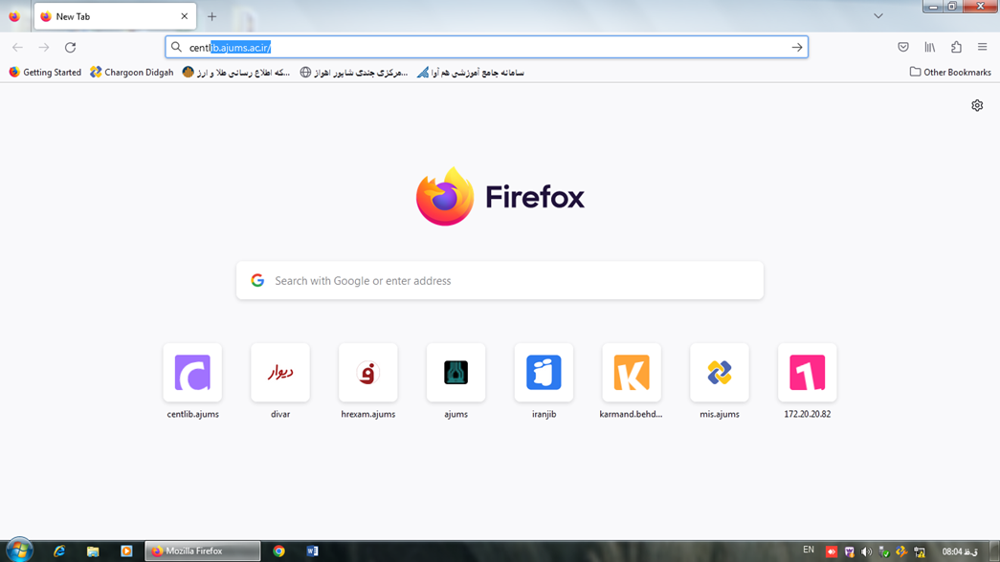 New Tab
centlib.ajums.ac.ir/
Getting Started
Chargoon Didgah
...که اطلاع رسانی طلا و ارز
...مرکزی جندی شاپور اهواز
سامانه جامع آموزشی هم آوا
Other Bookmarks
Firefox
Search with Google or enter address
centlib.ajums
دیوار
divar
hrexam.ajums
ajums
iranjib
karmand.behd...
mis.ajums
1
172.20.20.82
Mozilla Firefox
EN
08:04 ق.ظ